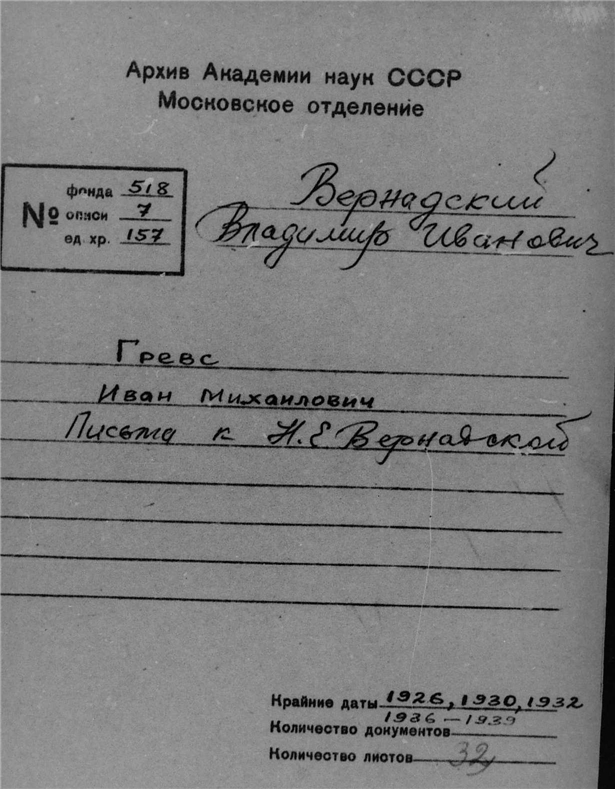 Архив Академии наук СССР
Московское отделение
№
фонда 518
описи 7
ед. хр. 157
Вернадский
Владимир Иванович
Гревс
Иван Михаилович
Письма к Н.Е Вернадской
Крайние даты 1926, 1930, 1932
1936 – 1939
Количество документов
Количество листов 32